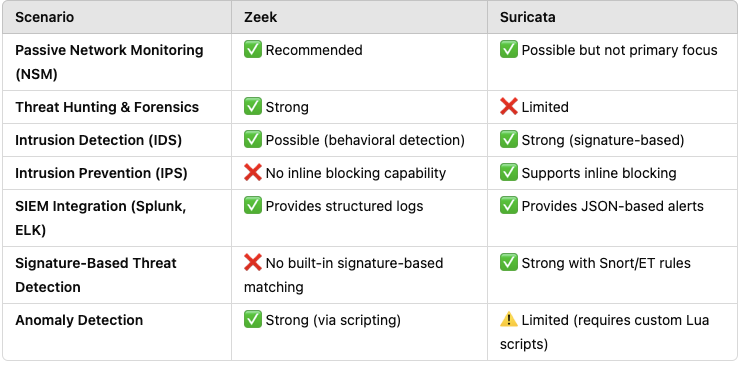 Scenario Zeek Suricata
Passive Network Monitoring ✅ Recommended ✅ Possible but not primary focus
(NSM)
Threat Hunting & Forensics ✅ Strong ❌ Limited
Intrusion Detection (IDS) ✅ Possible (behavioral detection) ✅ Strong (signature-based)
Intrusion Prevention (IPS) ❌ No inline blocking capability ✅ Supports inline blocking
SIEM Integration (Splunk, ✅ Provides structured logs ✅ Provides JSON-based alerts
ELK)
Signature-Based Threat ❌ No built-in signature-based ✅ Strong with Snort/ET rules
Detection matching
Anomaly Detection ✅ Strong (via scripting) ⚠️ Limited (requires custom Lua
scripts)